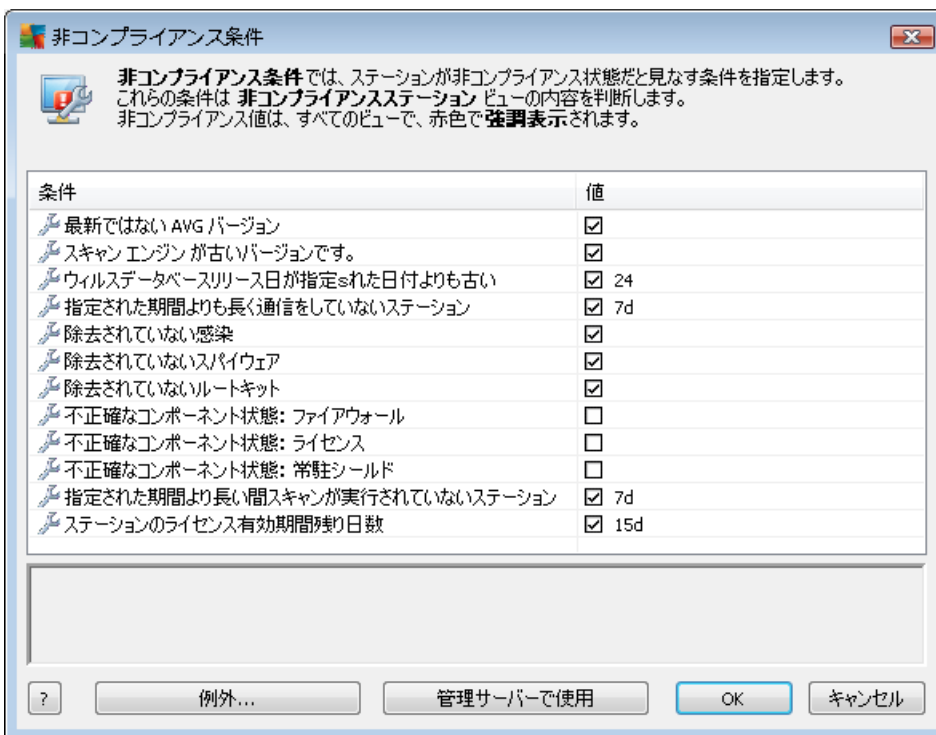 非コンプライアンス条件
非コンプライアンス条件では、ステーションが非コンプライアンス状態だと見なす条件を指定します。
これらの条件は 非コンプライアンスステーション ビューの内容を判断します。
非コンプライアンス値は、すべてのビューで、赤色で強調表示されます。
条件 値
最新ではない AVG バージョン
スキャン エンジン が古いバージョンです。
ウィルスデータベースリリース日が指定sれた日付よりも古い 24
指定された期間よりも長く通信をしていないステーション 7d
除去されていない感染
除去されていないスパイウェア
除去されていないルートキット
不正確なコンポーネント状態: ファイアウォール
不正確なコンポーネント状態: ライセンス
不正確なコンポーネント状態: 常駐シールド
指定された期間より長い間スキャンが実行されていないステーション 7d
ステーションのライセンス有効期間残り日数 15d
? 例外... 管理サーバーで使用 OK キャンセル